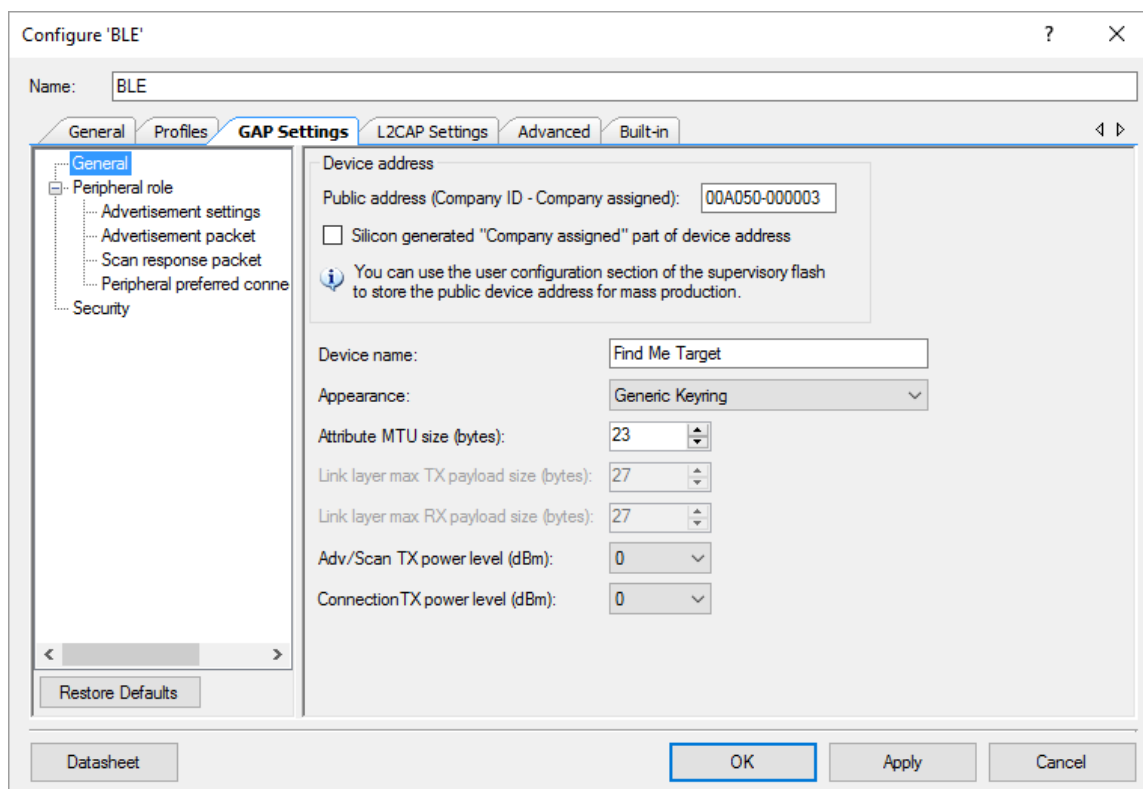 Configure 'BLE'
?
Name:
BLE
General
Profiles
GAP Settings
L2CAP Settings
Advanced
Built-in
General
Peripheral role
Advertisement settings
Advertisement packet
Scan response packet
Peripheral preferred conne
Security
Restore Defaults
Device address
Public address (Company ID - Company assigned):
00A050-000003
Silicon generated "Company assigned" part of device address
You can use the user configuration section of the supervisory flash
to store the public device address for mass production.
Device name:
Find Me Target
Appearance:
Generic Keyring
Attribute MTU size (bytes):
23
Link layer max TX payload size (bytes):
27
Link layer max RX payload size (bytes):
27
Adv/Scan TX power level (dBm):
0
ConnectionTX power level (dBm):
0
Datasheet
OK
Apply
Cancel